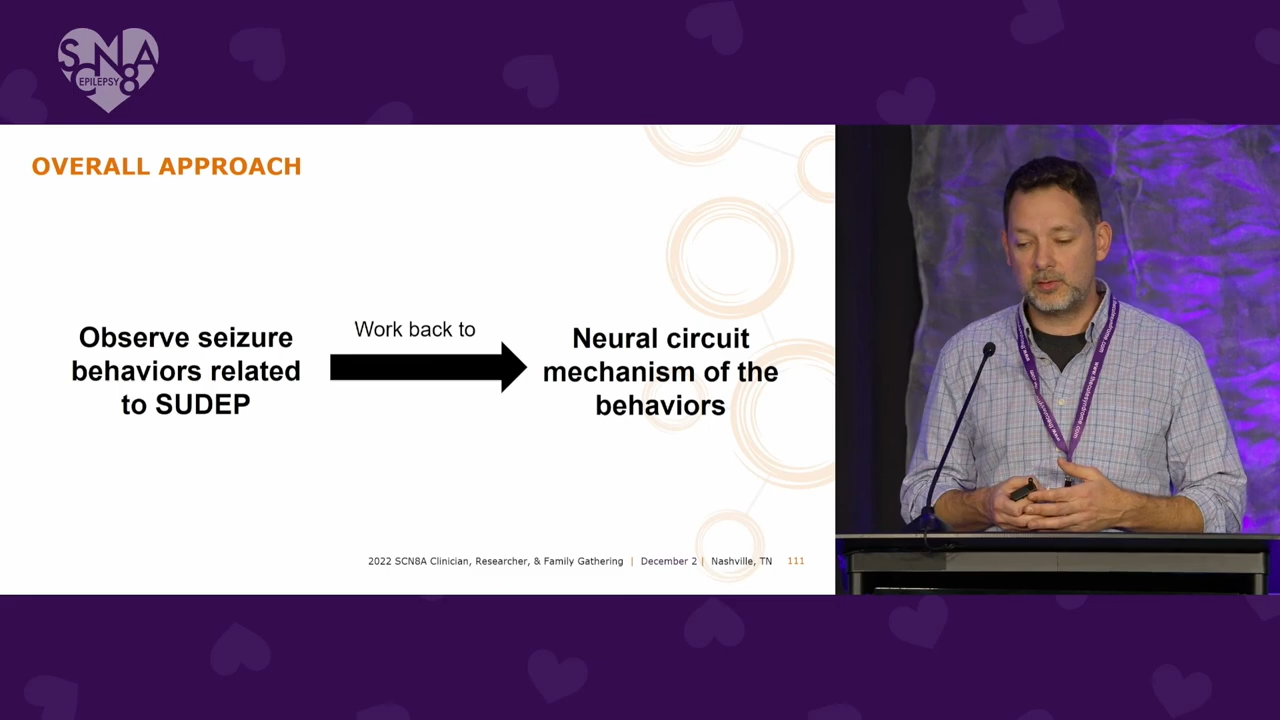 SCN8A
EPILEPSY
OVERALL APPROACH
Observe seizure
behaviors related
to SUDEP
Work back to
Neural circuit
mechanism of the
behaviors
2022 SCN8A Clinician, Researcher, & Family Gathering | December 2 | Nashville, TN 111